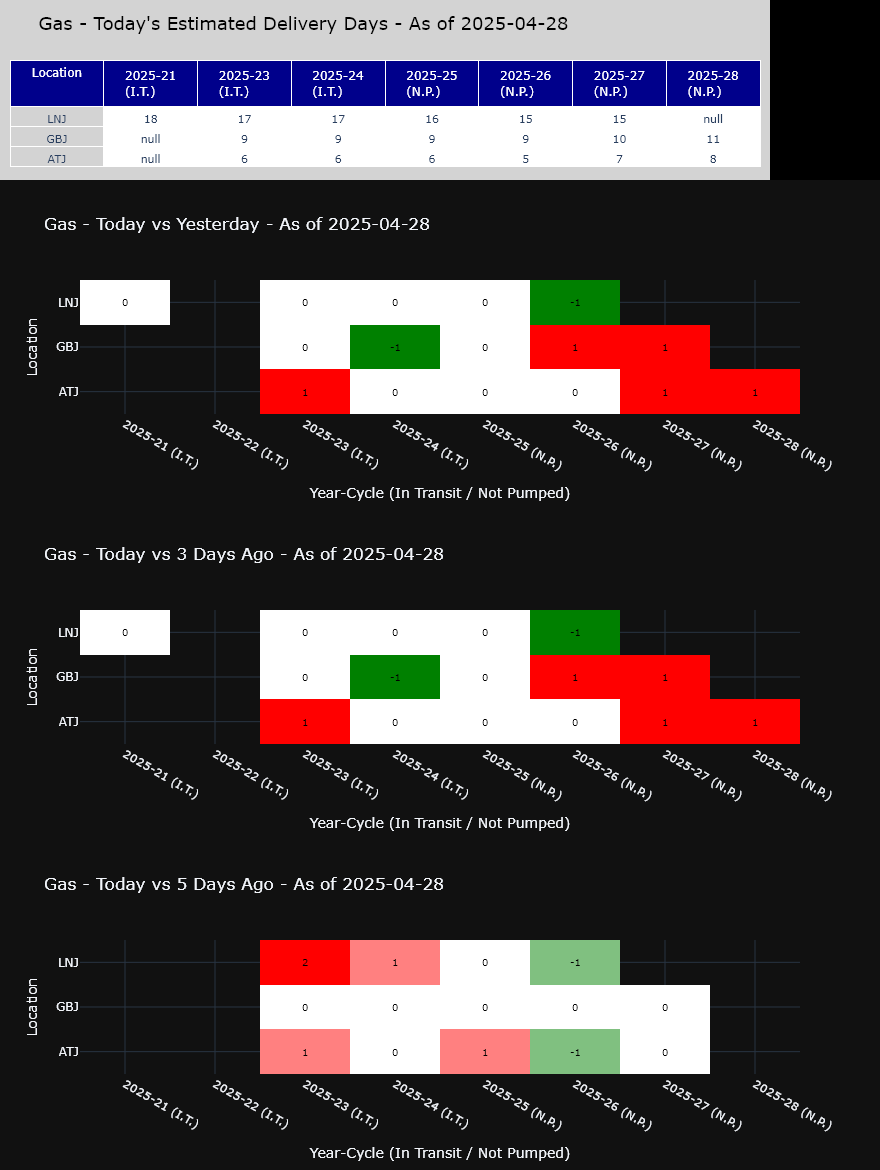 Gas - Today's Estimated Delivery Days - As of 2025-04-28
Location 2025-21 (I.T.) 2025-23 (I.T.) 2025-24 (I.T.) 2025-25 (N.P.) 2025-26 (N.P.) 2025-27 (N.P.) 2025-28 (N.P.)
LNJ 18 17 17 16 15 15 null
GBJ null 9 9 9 9 10 11
ATJ null 6 6 6 5 7 8
Gas - Today vs Yesterday - As of 2025-04-28
Location
LNJ 0 0 0 0 -1
GBJ 0 -1 0 1 1
ATJ 1 0 0 0 1 1
2025-21 (I.T.) 2025-22 (I.T.) 2025-23 (I.T.) 2025-24 (I.T.) 2025-25 (N.P.) 2025-26 (N.P.) 2025-27 (N.P.) 2025-28 (N.P.)
Year-Cycle (In Transit / Not Pumped)
Gas - Today vs 3 Days Ago - As of 2025-04-28
Location
LNJ 0 0 0 0 -1
GBJ 0 -1 0 1 1
ATJ 1 0 0 0 1 1
2025-21 (I.T.) 2025-22 (I.T.) 2025-23 (I.T.) 2025-24 (I.T.) 2025-25 (N.P.) 2025-26 (N.P.) 2025-27 (N.P.) 2025-28 (N.P.)
Year-Cycle (In Transit / Not Pumped)
Gas - Today vs 5 Days Ago - As of 2025-04-28
Location
LNJ 2 1 0 -1
GBJ 0 0 0 0 0
ATJ 1 0 1 -1 0
2025-21 (I.T.) 2025-22 (I.T.) 2025-23 (I.T.) 2025-24 (I.T.) 2025-25 (N.P.) 2025-26 (N.P.) 2025-27 (N.P.) 2025-28 (N.P.)
Year-Cycle (In Transit / Not Pumped)